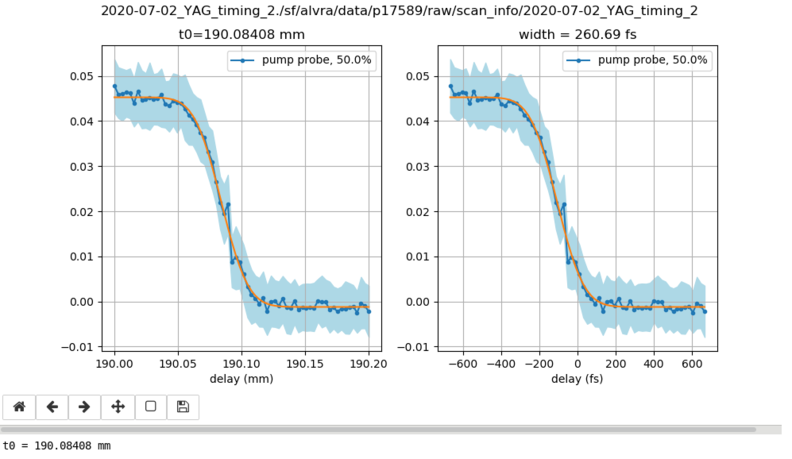 2020-07-02_YAG_timing_2./sf/alvra/data/p17589/raw/scan_info/2020-07-02_YAG_timing_2
t0=190.08408 mm
pump probe, 50.0%
0.05
0.04
0.03
0.02
0.01
0.00
−0.01
190.00 190.05 190.10 190.15 190.20
delay (mm)
width = 260.69 fs
pump probe, 50.0%
0.05
0.04
0.03
0.02
0.01
0.00
−0.01
−600 −400 −200 0 200 400 600
delay (fs)
t0 = 190.08408 mm